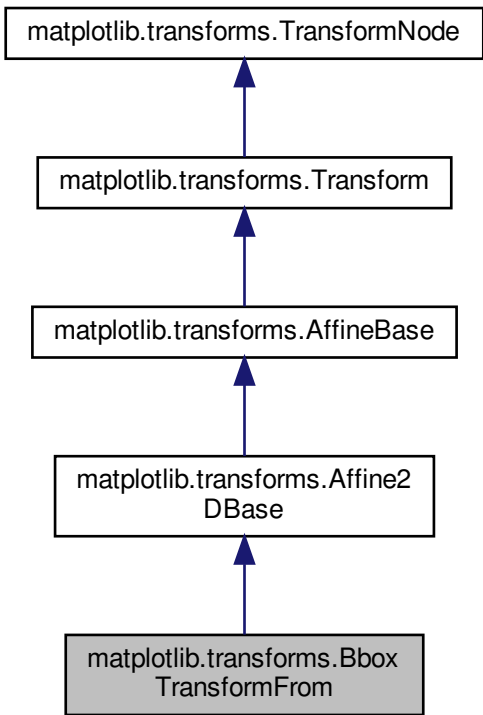 matplotlib.transforms.TransformNode
matplotlib.transforms.Transform
matplotlib.transforms.AffineBase
matplotlib.transforms.Affine2
DBase
matplotlib.transforms.Bbox
TransformFrom